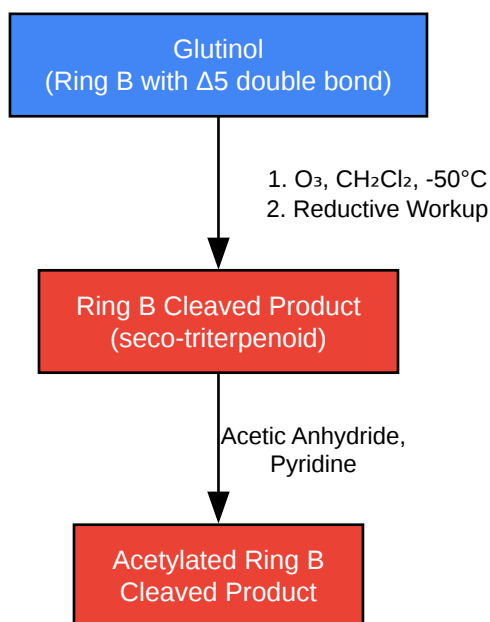 Glutinol
(Ring B with Δ5 double bond)
1. O₃, CH₂Cl₂, -50°C
2. Reductive Workup
Ring B Cleaved Product
(seco-triterpenoid)
Acetic Anhydride,
Pyridine
Acetylated Ring B
Cleaved Product